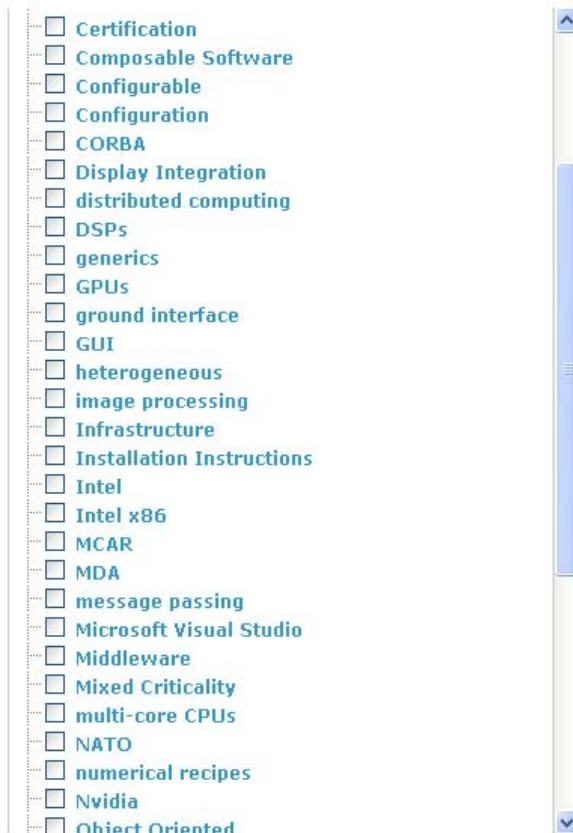 Certification
Composable Software
Configurable
Configuration
CORBA
Display Integration
distributed computing
DSPs
generics
GPUs
ground interface
GUI
heterogeneous
image processing
Infrastructure
Installation Instructions
Intel
Intel x86
MCAR
MDA
message passing
Microsoft Visual Studio
Middleware
Mixed Criticality
multi-core CPUs
NATO
numerical recipes
Nvidia
Object Oriented